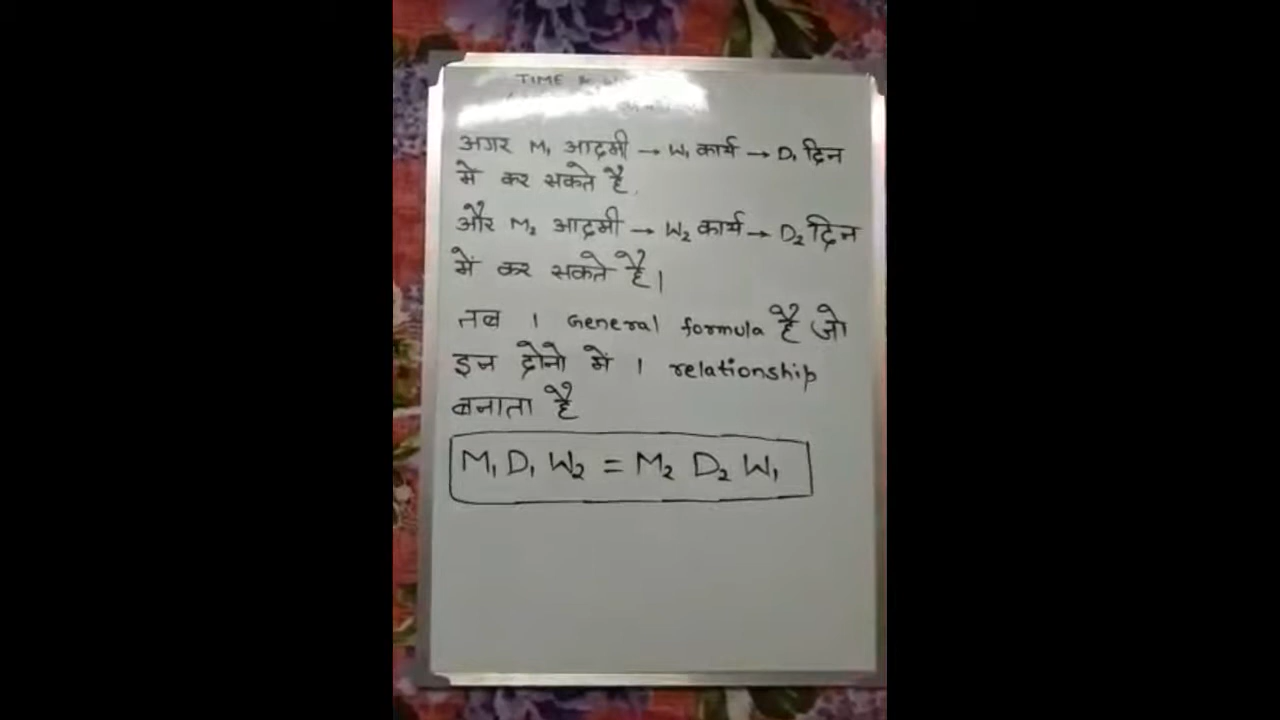 TIME &
अगर M₁ आदमी → W₁ कार्य → D₁ दिन
में कर सकते है.
और M₂ आदमी → W₂ कार्य → D₂ दिन
में कर सकते है।
तब 1 General formula है जो
इन दोनो में 1 relationship
बनाता है
M₁ D₁ W₂ = M₂ D₂ W₁